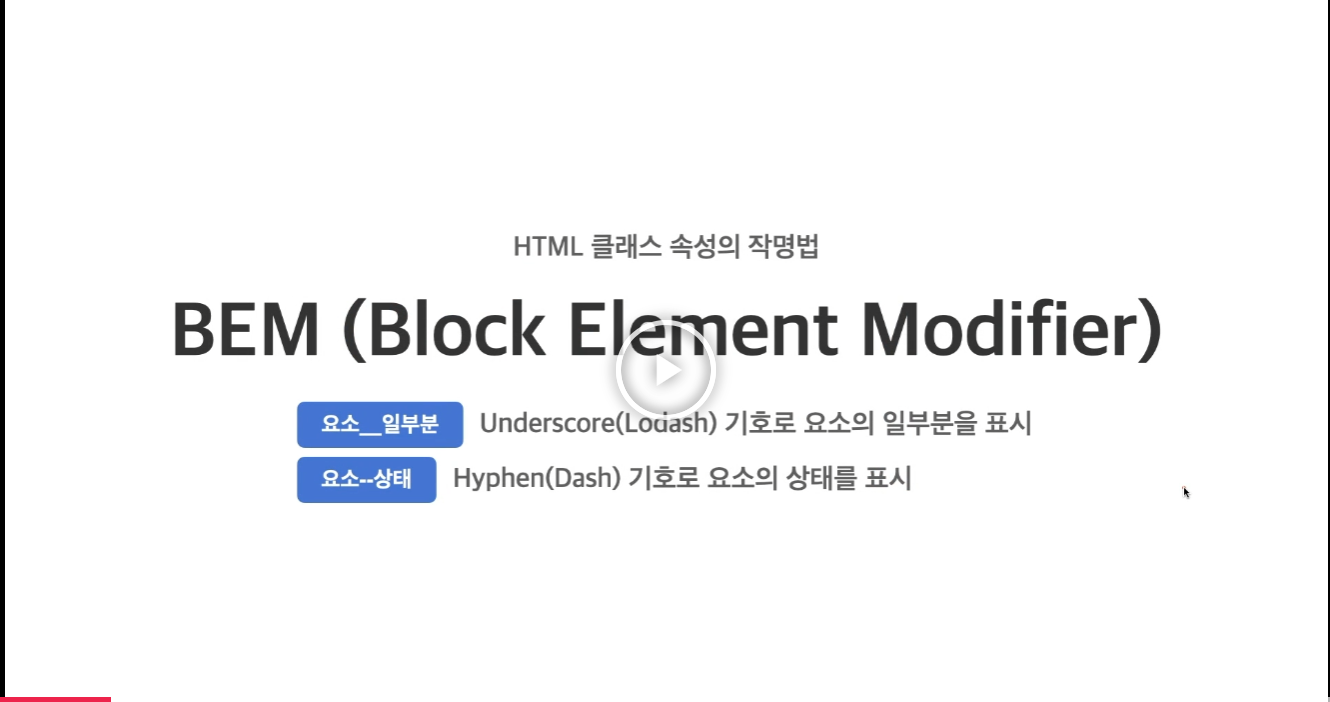 HTML 클래스 속성의 작명법
BEM (Block Element Modifier)
요소__일부분 Underscore(Lodash) 기호로 요소의 일부분을 표시
요소--상태 Hyphen(Dash) 기호로 요소의 상태를 표시